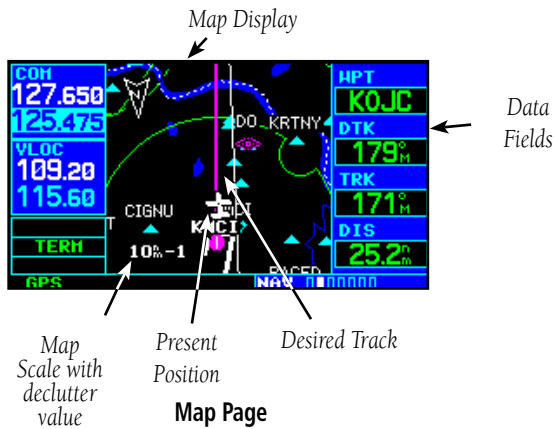 Map Display
COM
127.650
125.475
VLOC
109.20
115.60
TERM
GPS
DO
KRTNY
CIGNU
KMCI
10nm-1
NAV
WPT
KOJC
DTK
179°M
TRK
171°M
DIS
25.2nm
Data
Fields
Map
Scale with
declutter
value
Present
Position
Desired Track
Map Page